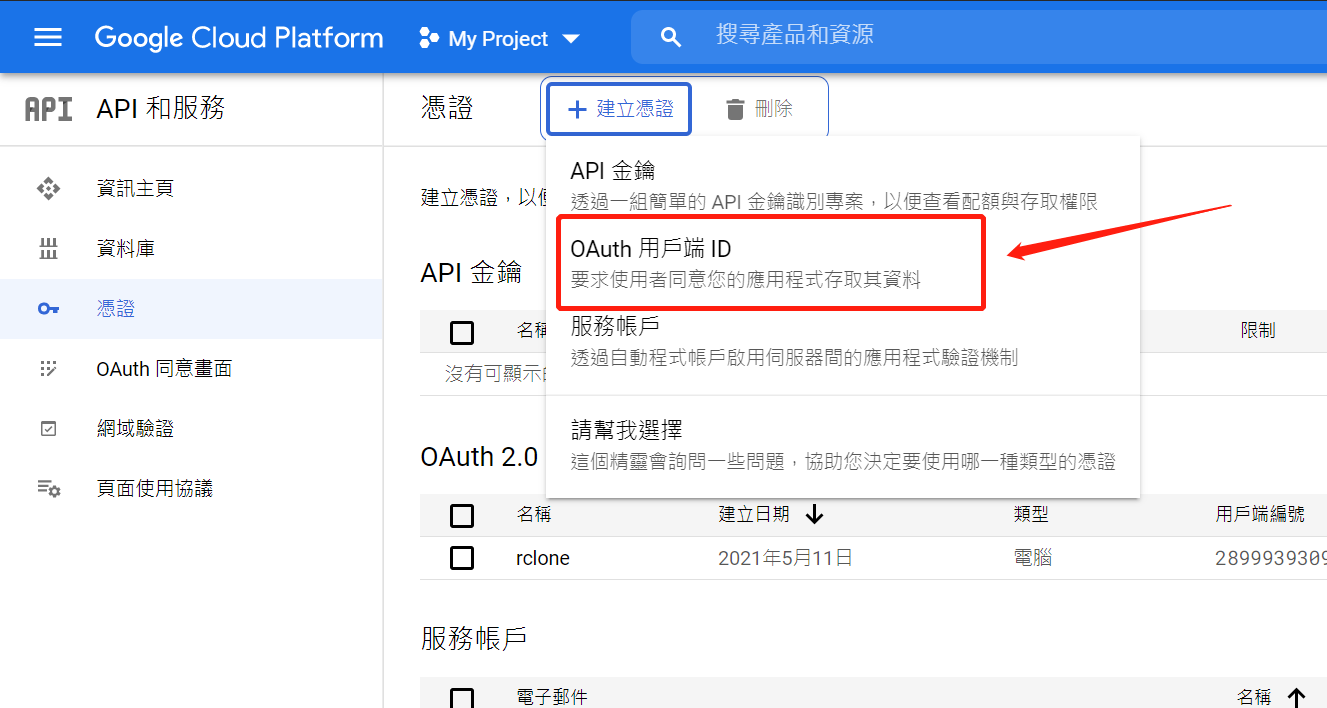 Google Cloud Platform
My Project
搜尋產品和資源
API
API 和服務
憑證
建立憑證
刪除
資訊主頁
資料庫
憑證
OAuth 同意畫面
網域驗證
頁面使用協議
建立憑證，以
API 金鑰
透過一組簡單的 API 金鑰識別專案，以便查看配額與存取權限
OAuth 用戶端 ID
要求使用者同意您的應用程式存取其資料
服務帳戶
透過自動程式帳戶啟用伺服器間的應用程式驗證機制
請幫我選擇
這個精靈會詢問一些問題，協助您決定要使用哪一種類型的憑證
API 金鑰
名稱
限制
沒有可顯示
OAuth 2.0
名稱
建立日期
類型
用戶端編號
rclone
2021年5月11日
電腦
2899939309
服務帳戶
電子郵件
名稱